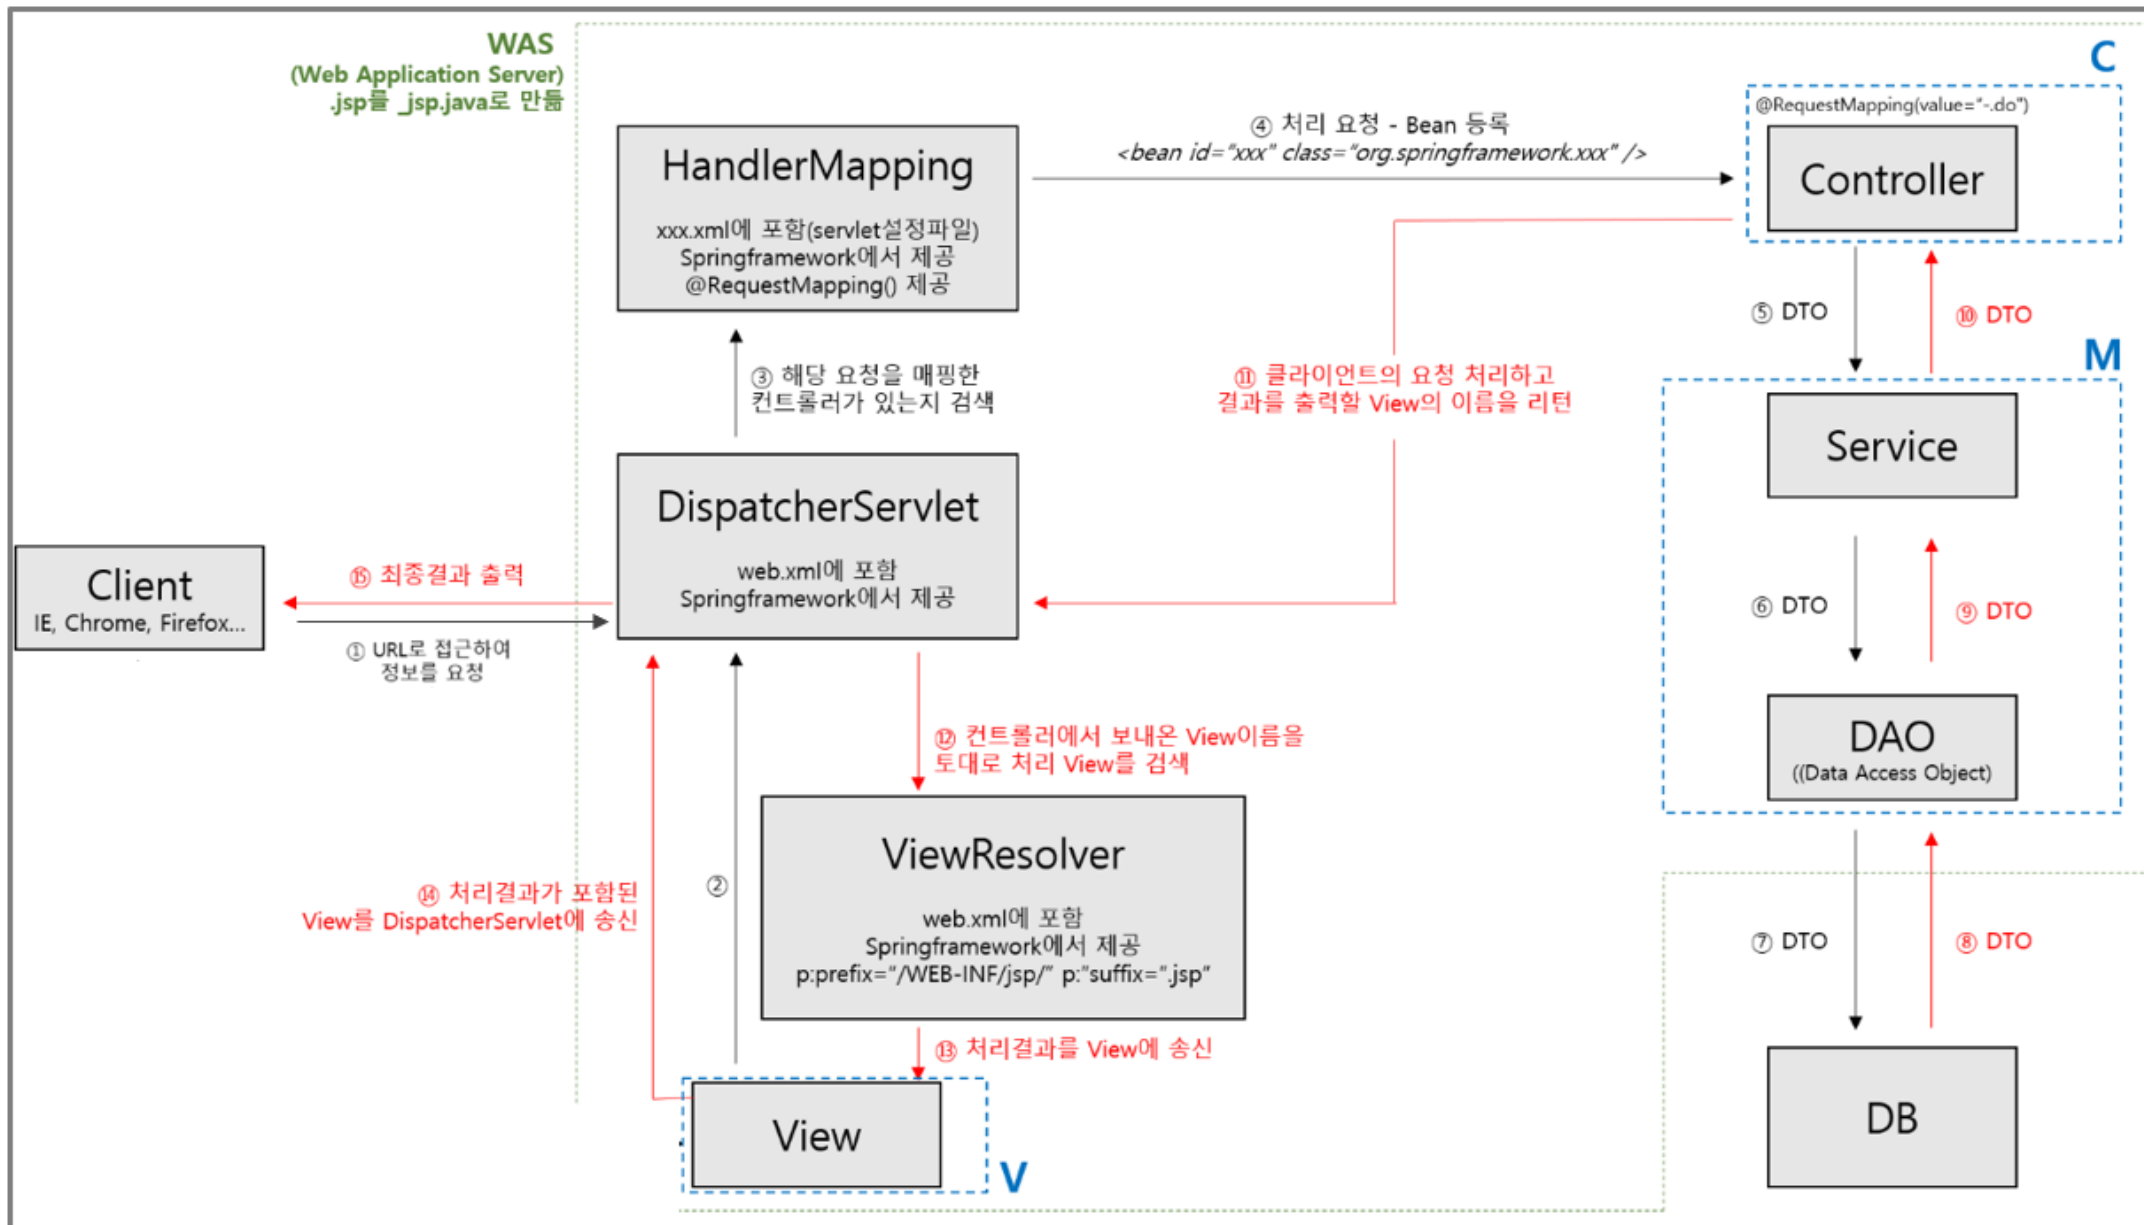 WAS
(Web Application Server)
.jsp를 _jsp.java로 만듦
C
@RequestMapping(value="-.do")
Controller
④ 처리 요청 - Bean 등록
<bean id="xxx" class="org.springframework.xxx" />
HandlerMapping
xxx.xml에 포함(servlet설정파일)
Springframework에서 제공
@RequestMapping() 제공
⑤ DTO
⑩ DTO
③ 해당 요청을 매핑한
컨트롤러가 있는지 검색
⑪ 클라이언트의 요청 처리하고
결과를 출력할 View의 이름을 리턴
M
Service
DispatcherServlet
web.xml에 포함
Springframework에서 제공
Client
IE, Chrome, Firefox...
⑮ 최종결과 출력
① URL로 접근하여
정보를 요청
⑥ DTO
⑨ DTO
DAO
((Data Access Object)
⑫ 컨트롤러에서 보내온 View이름을
토대로 처리 View를 검색
ViewResolver
web.xml에 포함
Springframework에서 제공
p:prefix="/WEB-INF/jsp/" p:"suffix=".jsp"
⑭ 처리결과가 포함된
View를 DispatcherServlet에 송신
②
⑦ DTO
⑧ DTO
⑬ 처리결과를 View에 송신
View
V
DB